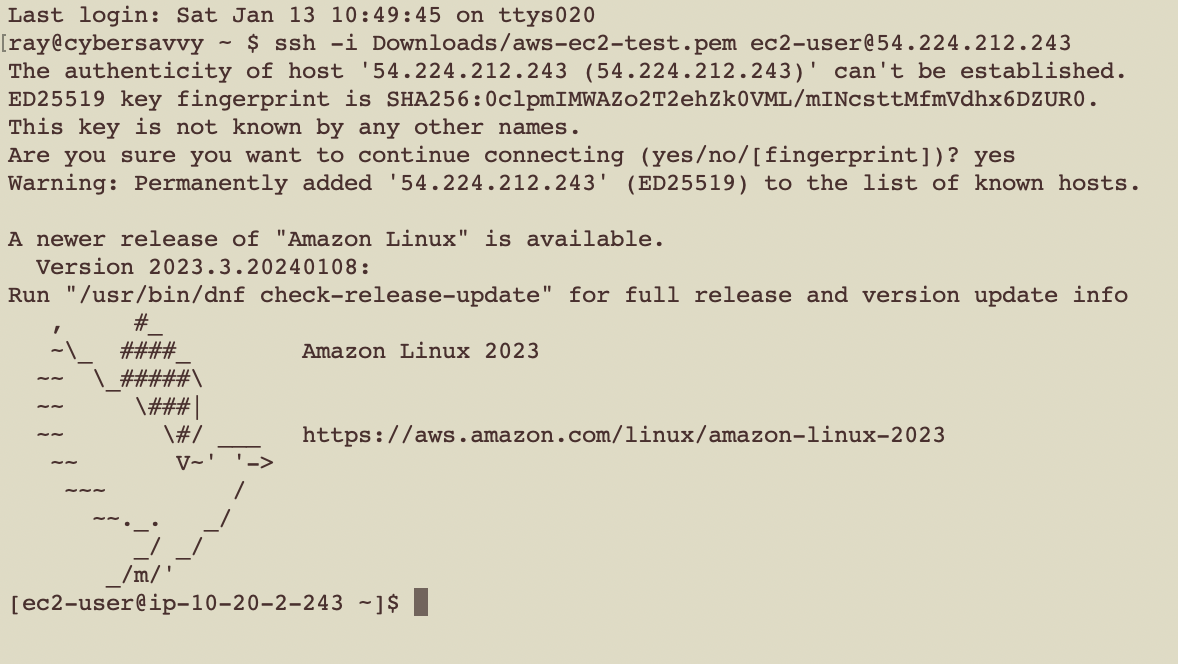 Last login: Sat Jan 13 10:49:45 on ttys020
[ray@cybersavvy ~ $ ssh -i Downloads/aws-ec2-test.pem ec2-user@54.224.212.243
The authenticity of host '54.224.212.243 (54.224.212.243)' can't be established.
ED25519 key fingerprint is SHA256:0clpmIMWAZo2T2ehZk0VML/mINcsttMfmVdhx6DZUR0.
This key is not known by any other names.
Are you sure you want to continue connecting (yes/no/[fingerprint])? yes
Warning: Permanently added '54.224.212.243' (ED25519) to the list of known hosts.

A newer release of "Amazon Linux" is available.
  Version 2023.3.20240108:
Run "/usr/bin/dnf check-release-update" for full release and version update info
   ,     #_
   ~\_  ####_        Amazon Linux 2023
  ~~  \_#####\
  ~~     \###|
  ~~       \#/ ___   https://aws.amazon.com/linux/amazon-linux-2023
   ~~       V~' '->
    ~~~         /
      ~~._.   _/
         _/ _/
       _/m/'
[ec2-user@ip-10-20-2-243 ~]$